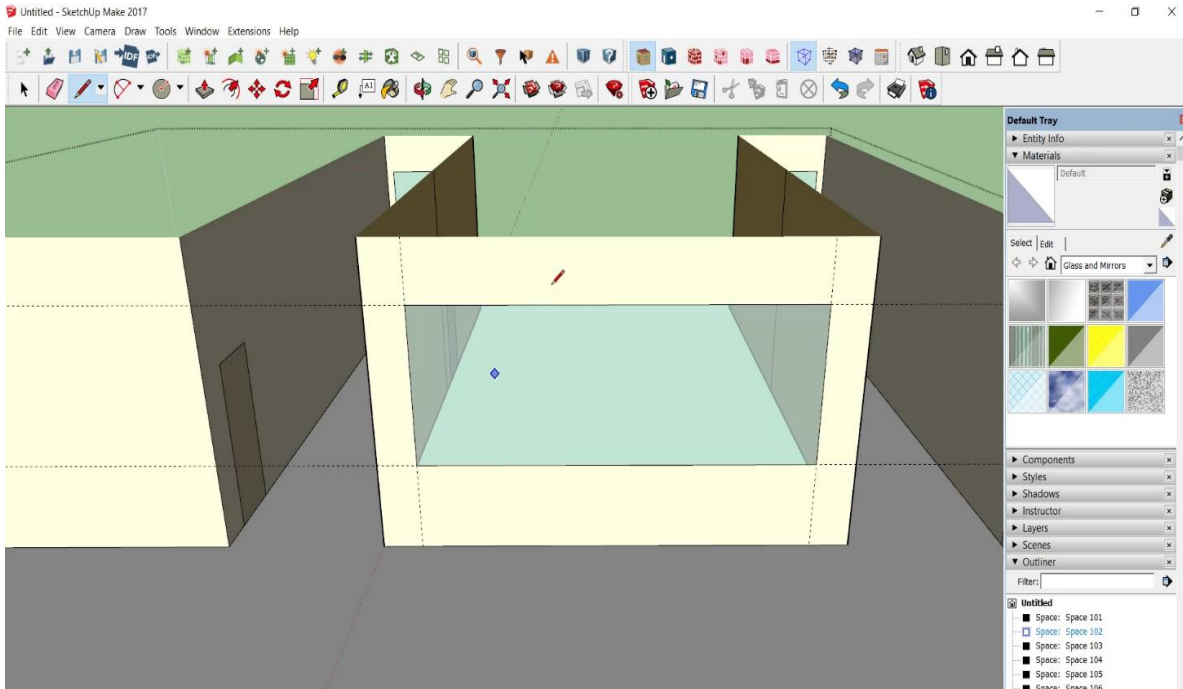 Untitled - SketchUp Make 2017
File Edit View Camera Draw Tools Window Extensions Help
IDF
A1
Default Tray
Entity Info
Materials
Default
Select Edit
Glass and Mirrors
Components
Styles
Shadows
Instructor
Layers
Scenes
Outliner
Filter:
Untitled
Space: Space 101
Space: Space 102
Space: Space 103
Space: Space 104
Space: Space 105
Space: Space 106